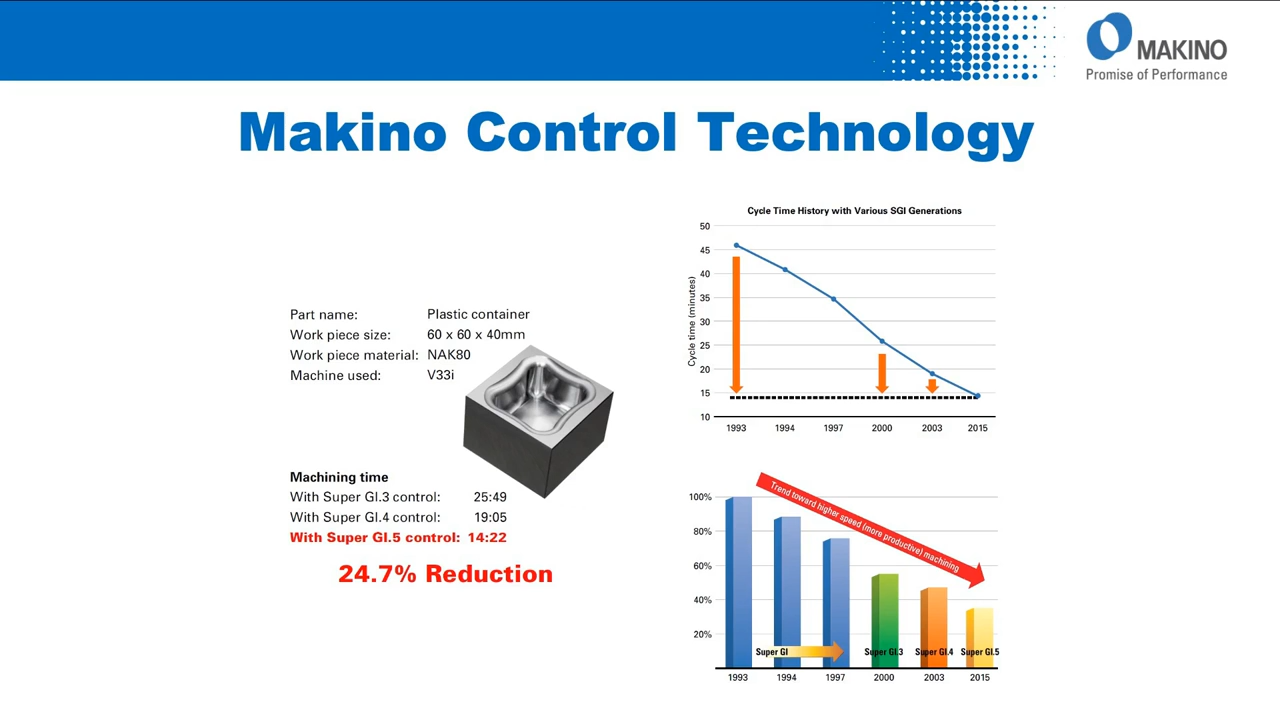 MAKINO
Promise of Performance
Makino Control Technology
Part name: Plastic container
Work piece size: 60 x 60 x 40mm
Work piece material: NAK80
Machine used: V33i
Machining time
With Super GI.3 control: 25:49
With Super GI.4 control: 19:05
With Super GI.5 control: 14:22
24.7% Reduction
Cycle Time History with Various SGI Generations
Cycle time (minutes)
50
45
40
35
30
25
20
15
10
1993 1994 1997 2000 2003 2015
Trend toward higher speed (more productive) machining
100%
80%
60%
40%
20%
Super GI Super GI.3 Super GI.4 Super GI.5
1993 1994 1997 2000 2003 2015